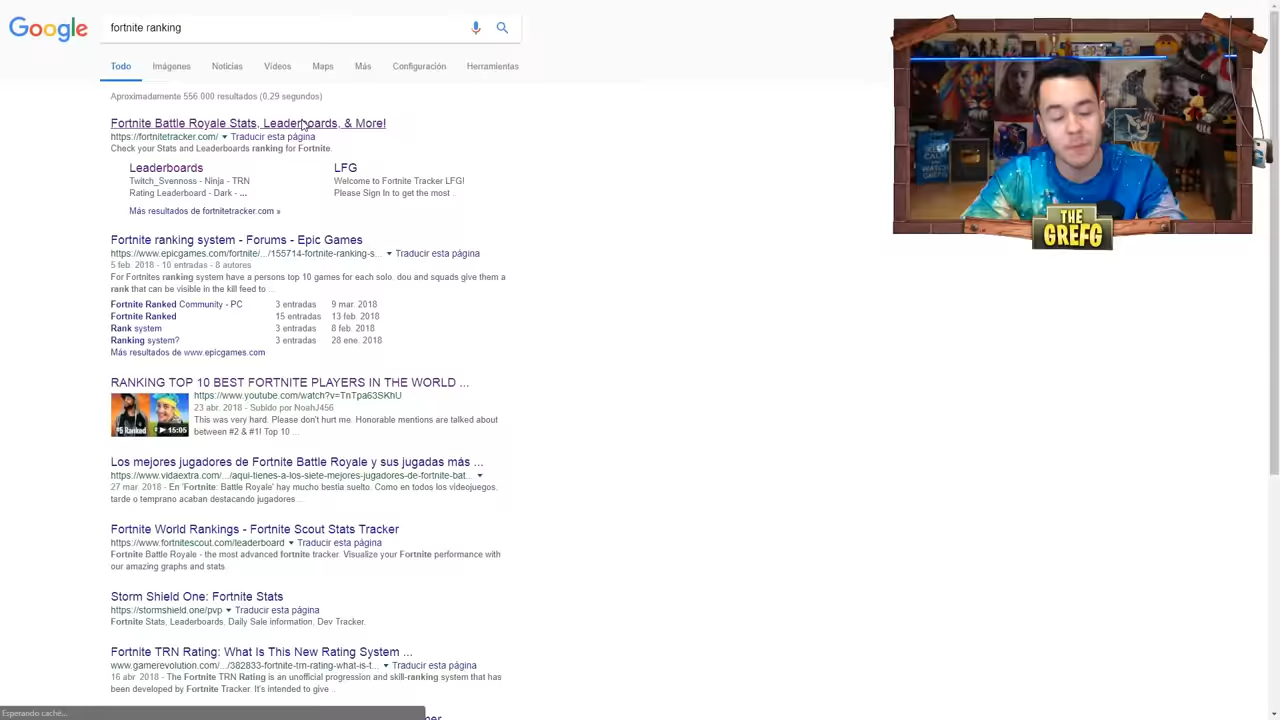 Google
fortnite ranking
Todo Imágenes Noticias Vídeos Maps Más Configuración Herramientas
Aproximadamente 556.000 resultados (0,29 segundos)
Fortnite Battle Royale Stats, Leaderboards, & More!
https://fortnitetracker.com/ Traducir esta página
Check your Stats and Leaderboards ranking for Fortnite.
Leaderboards
Twitch_Svennoss - Ninja - TRN
Rating Leaderboard - Dark - ...
LFG
Welcome to Fortnite Tracker LFG!
Please Sign In to get the most ...
Más resultados de fortnitetracker.com »
Fortnite ranking system - Forums - Epic Games
https://www.epicgames.com/fortnite/.../155714-fortnite-ranking-s... Traducir esta página
5 feb. 2018 - 10 entradas - 8 autores
For Fortnites ranking system have a persons top 10 games for each solo, dou and squads give them a
rank that can be visible in the kill feed to ...
Fortnite Ranked Community - PC 3 entradas 9 mar. 2018
Fortnite Ranked 15 entradas 13 feb. 2018
Rank system 3 entradas 8 feb. 2018
Ranking system? 3 entradas 28 ene. 2018
Más resultados de www.epicgames.com
RANKING TOP 10 BEST FORTNITE PLAYERS IN THE WORLD ...
https://www.youtube.com/watch?v=TnTpa63SKhU
23 abr. 2018 - Subido por NoahJ456
This was very hard. Please don't hurt me. Honorable mentions are talked about
between #2 & #1! Top 10 ...
#5 Ranked
15:05
Los mejores jugadores de Fortnite Battle Royale y sus jugadas más ...
https://www.vidaextra.com/.../aqui-tienes-a-los-siete-mejores-jugadores-de-fortnite-bat...
27 mar. 2018 - En 'Fortnite: Battle Royale' hay mucho bestia suelto. Como en todos los videojuegos,
tarde o temprano acaban destacando jugadores ...
Fortnite World Rankings - Fortnite Scout Stats Tracker
https://www.fortnitescout.com/leaderboard Traducir esta página
Fortnite Battle Royale - the most advanced fortnite tracker. Visualize your Fortnite performance with
our amazing graphs and stats.
Storm Shield One: Fortnite Stats
https://stormshield.one/pvp Traducir esta página
Fortnite Stats, Leaderboards, Daily Sale information, Dev Tracker.
Fortnite TRN Rating: What Is This New Rating System ...
www.gamerevolution.com/.../382833-fortnite-trn-rating-what-is-t... Traducir esta página
16 abr. 2018 - The Fortnite TRN Rating is an unofficial progression and skill-ranking system that has
been developed by Fortnite Tracker. It's intended to give ...
Esperando caché...
THE
GREFG